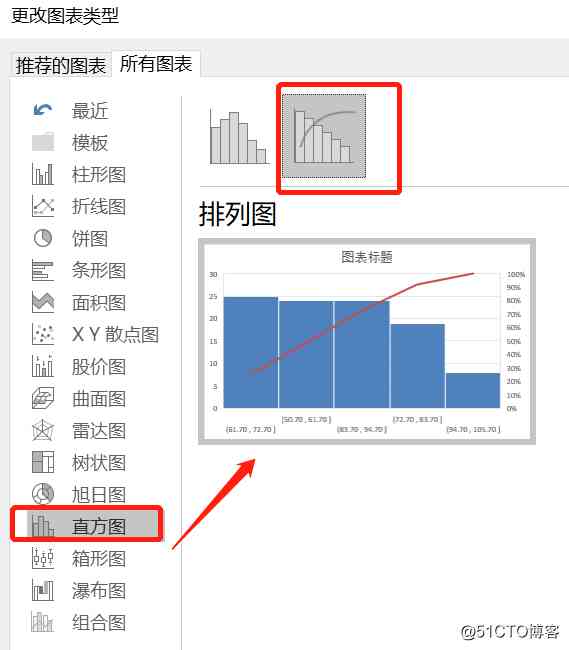 更改图表类型
推荐的图表 所有图表
最近
模板
柱形图
折线图
饼图
条形图
面积图
X Y 散点图
股价图
曲面图
雷达图
树状图
旭日图
直方图
箱形图
瀑布图
组合图
排列图
图表标题
30
25
20
15
10
5
0
100%
90%
80%
70%
60%
50%
40%
30%
20%
10%
0%
[50.70 , 61.70 ]
(72.70 , 83.70 ]
(61.70 , 72.70 ]
(83.70 , 94.70 ]
(94.70 , 105.70 ]
@51CTO博客